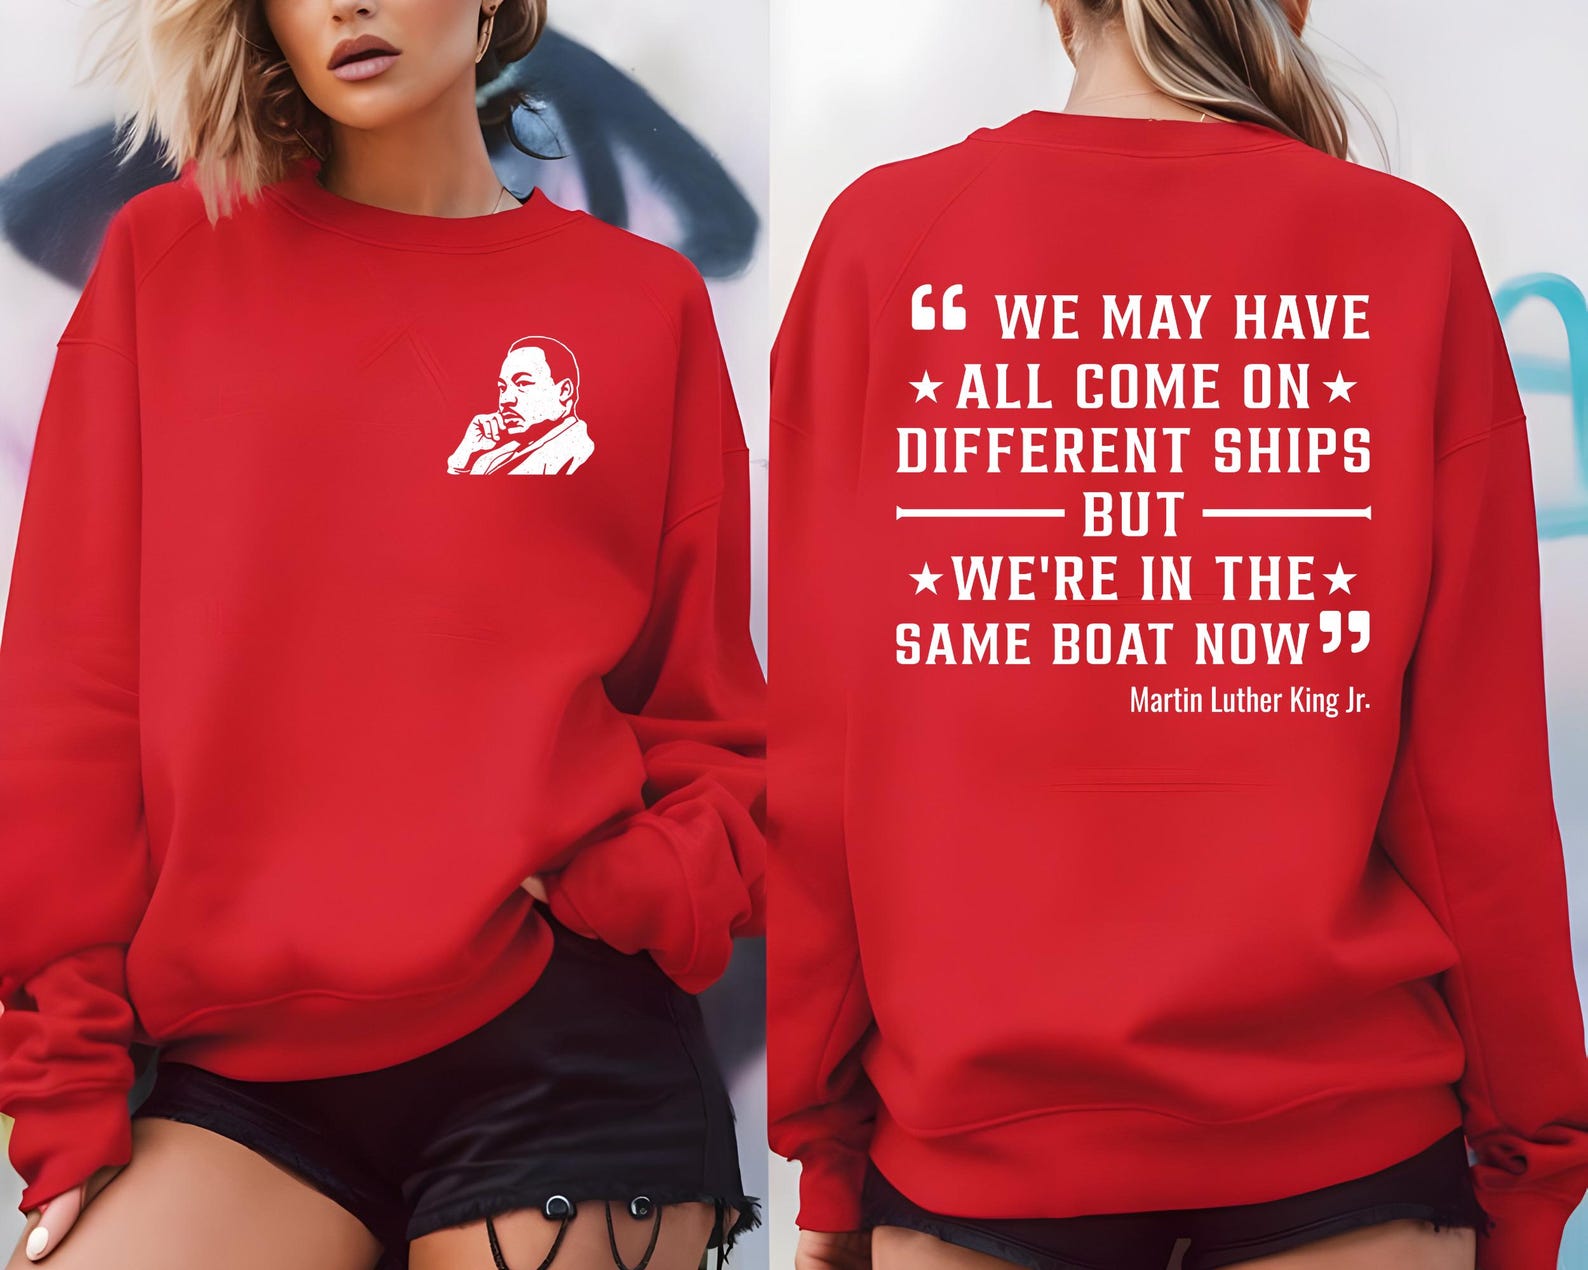 “ WE MAY HAVE
★ ALL COME ON ★
DIFFERENT SHIPS
BUT
★ WE'RE IN THE ★
SAME BOAT NOW ”
Martin Luther King Jr.